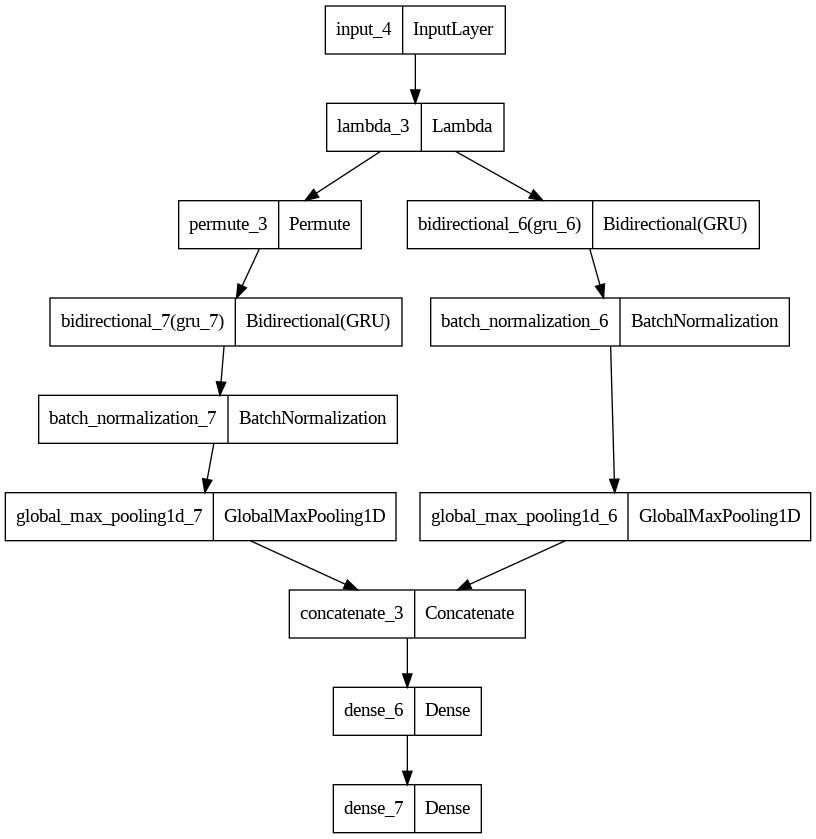 input_4 InputLayer
lambda_3 Lambda
permute_3 Permute
bidirectional_6(gru_6) Bidirectional(GRU)
bidirectional_7(gru_7) Bidirectional(GRU)
batch_normalization_6 BatchNormalization
batch_normalization_7 BatchNormalization
global_max_pooling1d_7 GlobalMaxPooling1D
global_max_pooling1d_6 GlobalMaxPooling1D
concatenate_3 Concatenate
dense_6 Dense
dense_7 Dense